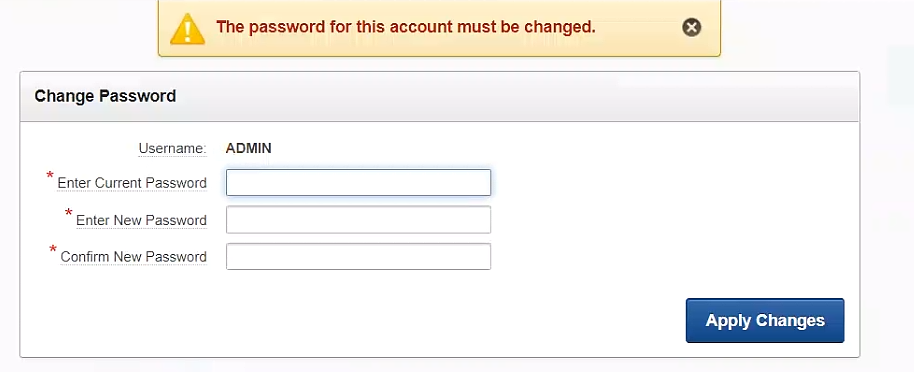 The password for this account must be changed.
Change Password
Username: ADMIN
* Enter Current Password
* Enter New Password
* Confirm New Password
Apply Changes